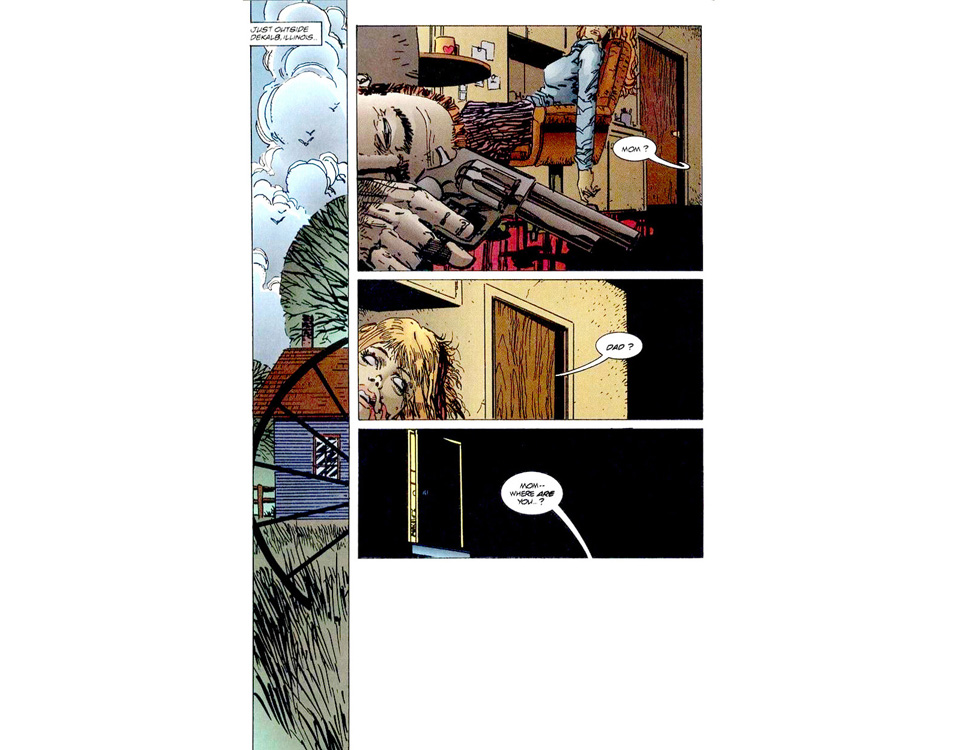 JUST OUTSIDE
DEKALB, ILLINOIS...
MOM?
DAD?
MOM--
WHERE ARE
YOU..?